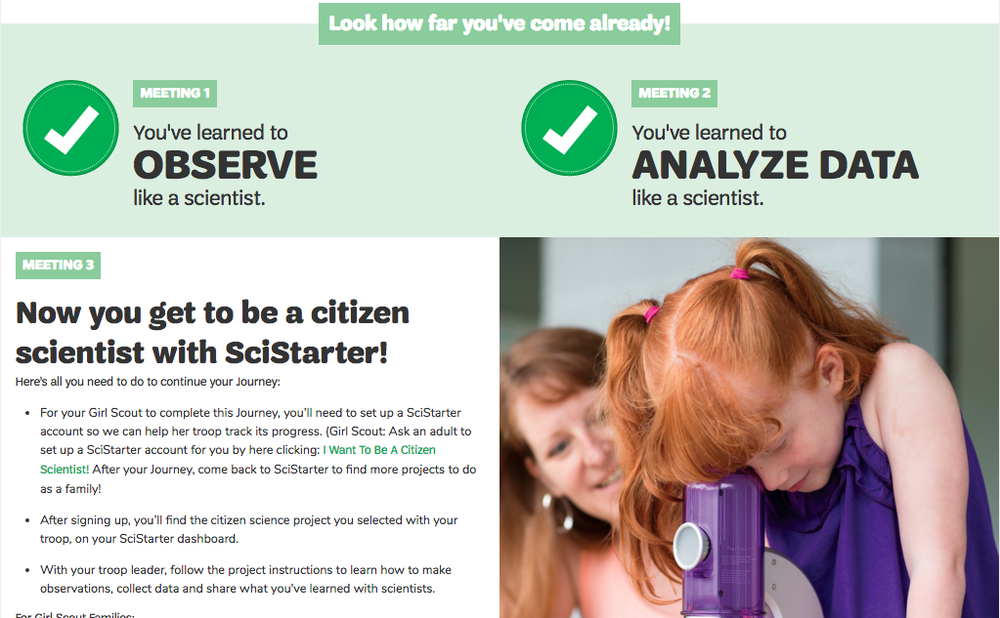 Look how far you've come already!
MEETING 1
You've learned to
OBSERVE
like a scientist.
MEETING 2
You've learned to
ANALYZE DATA
like a scientist.
MEETING 3
Now you get to be a citizen
scientist with SciStarter!
Here's all you need to do to continue your Journey:
• For your Girl Scout to complete this Journey, you'll need to set up a SciStarter
account so we can help her troop track its progress. (Girl Scout: Ask an adult to
set up a SciStarter account for you by here clicking: I Want To Be A Citizen
Scientist! After your Journey, come back to SciStarter to find more projects to do
as a family!
• After signing up, you'll find the citizen science project you selected with your
troop, on your SciStarter dashboard.
• With your troop leader, follow the project instructions to learn how to make
observations, collect data and share what you've learned with scientists.
For Girl Scout Families: